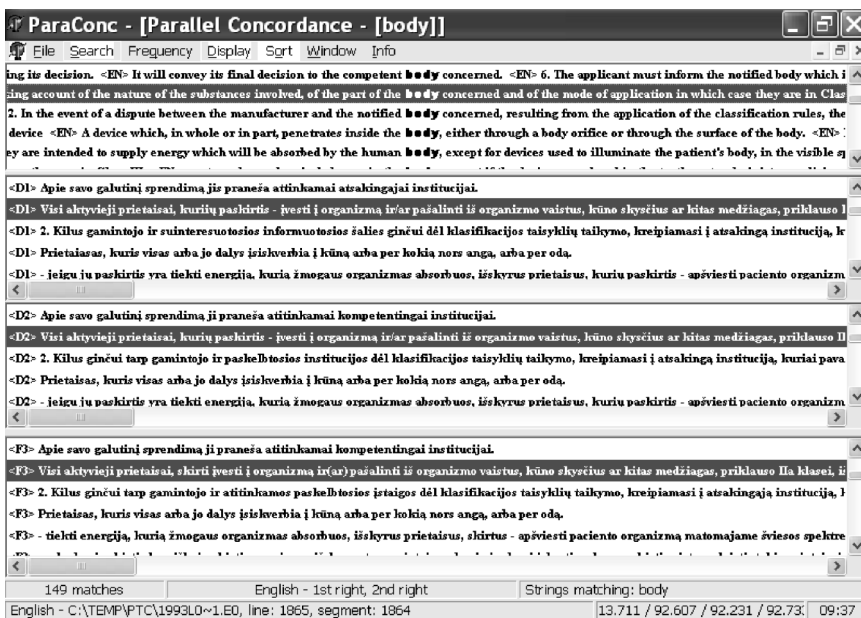 ParaConc - [Parallel Concordance - [body]]
File Search Frequency Display Sort Window Info
ing its decision. <EN> It will convey its final decision to the competent body concerned. <EN> 6. The applicant must inform the notified body which i
ing account of the nature of the substances involved, of the part of the body concerned and of the mode of application in which case they are in Clas
2. In the event of a dispute between the manufacturer and the notified body concerned, resulting from the application of the classification rules, the
device <EN> A device which, in whole or in part, penetrates inside the body, either through a body orifice or through the surface of the body. <EN>
ey are intended to supply energy which will be absorbed by the human body, except for devices used to illuminate the patient's body, in the visible sp
<D1> Apie savo galutinį sprendimą jis praneša attinkamai atsakingajai institucijai.
<D1> Visi aktyvieji prietaisai, kuriių paskirtis - įvesti į organizmą ir/ar pašalinti iš organizmo vaistus, kūno skysčius ar kitas medžiagas, priklauso I
<D1> 2. Kilus gamintojo ir suinteresuotosios informuotosios šalies ginčui dėl klasifikacijos taisyklių taikymo, kreipiamasi į atsakingą instituciją, k
<D1> Prietaiasas, kuris visas arba jo dalys įsiskverbia į kūną arba per kokią nors angą, arba per odą.
<D1> - jeigu jų paskirtis yra tiekti energiją, kurią žmogaus organizmas absorbuos, išskyrus prietaisus, kurių paskirtis - apšviesti paciento organizm
<D2> Apie savo galutinį sprendimą ji praneša atitinkamai kompetentingai institucijai.
<D2> Visi aktyvieji prietaisai, kurių paskirtis - įvesti į organizmą ir/ar pašalinti iš organizmo vaistus, kūno skysčius ar kitas medžiagas, priklauso II
<D2> 2. Kilus ginčui tarp gamintojo ir paskelbtosios institucijos dėl klasifikacijos taisyklių taikymo, kreipiamasi į atsakingą instituciją, kuriai pava
<D2> Prietaisas, kuris visas arba jo dalys įsiskverbia į kūną arba per kokią nors angą, arba per odą.
<D2> - jeigu jų paskirtis yra tiekti energiją, kurią žmogaus organizmas absorbuos, išskyrus prietaisus, kurių paskirtis - apšviesti paciento organizm
<F3> Apie savo galutinį sprendimą ji praneša atitinkamai kompetentingai institucijai.
<F3> Visi aktyvieji prietaisai, skirti įvesti į organizmą ir(ar) pašalinti iš organizmo vaistus, kūno skysčius ar kitas medžiagas, priklauso IIa klasei, iš
<F3> 2. Kilus ginčui tarp gamintojo ir atitinkamos paskelbtosios įstaigos dėl klasifikacijos taisyklių taikymo, kreipiamasi į atsakingąją instituciją,
<F3> Prietaisas, kuris visas arba jo dalys įsiskverbia į kūną arba per kokią nors angą, arba per odą.
<F3> - tiekti energiją, kurią žmogaus organizmas absorbuos, išskyrus prietaisus, skirtus - apšviesti paciento organizmą matomajame šviesos spektre
149 matches English - 1st right, 2nd right Strings matching: body
English - C:\TEMP\PTC\1993L0~1.E0, line: 1865, segment: 1864 13.711 / 92.607 / 92.231 / 92.73 09:37